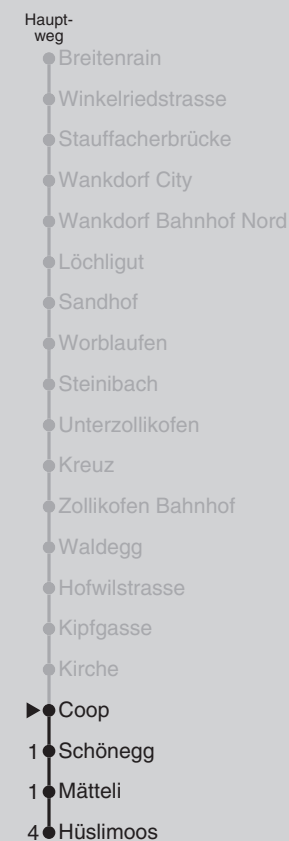 Haupt-
weg
Breitenrain
Winkelriedstrasse
Stauffacherbrücke
Wankdorf City
Wankdorf Bahnhof Nord
Löchligut
Sandhof
Worblaufen
Steinibach
Unterzollikofen
Kreuz
Zollikofen Bahnhof
Waldegg
Hofwilstrasse
Kipfgasse
Kirche
Coop
1 Schönegg
1 Mätteli
4 Hüslimoos